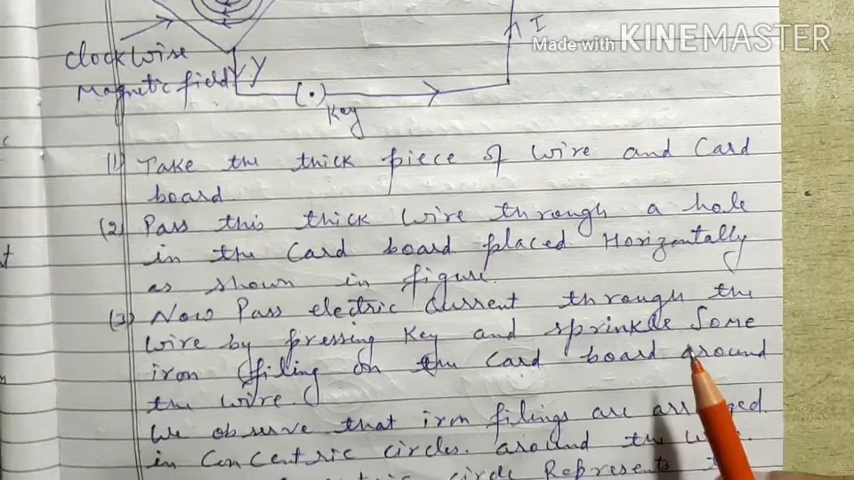 I
Made with KINEMASTER
Clockwise
Magnetic field
Y
(•)
Key
(1) Take the thick piece of wire and Card
board.
(2) Pass this thick wire through a hole
in the Card board placed Horizontally
as shown in figure.
(3) Now Pass electric Current through the
wire by pressing Key and sprinkle Some
iron filing on the Card board around
the wire.
We observe that iron filings are arranged
in Concentric circles around the
circle Represents